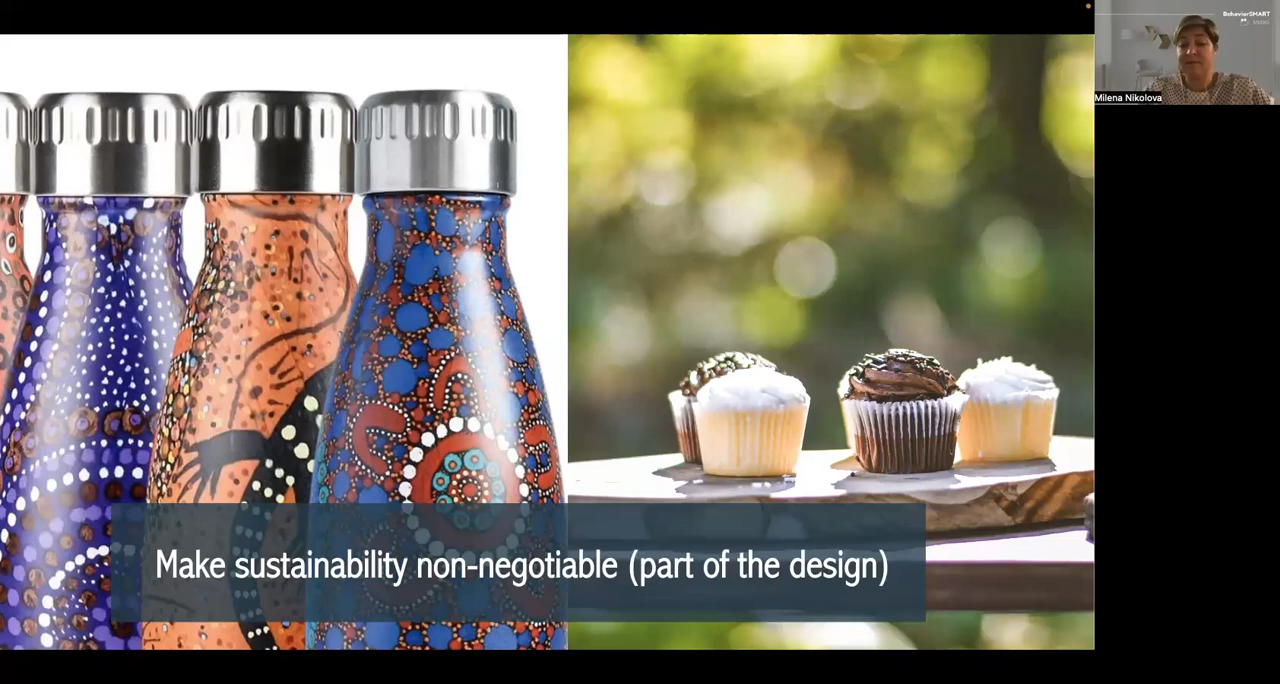 BehaviorSMART
Milena Nikolova
Make sustainability non-negotiable (part of the design)